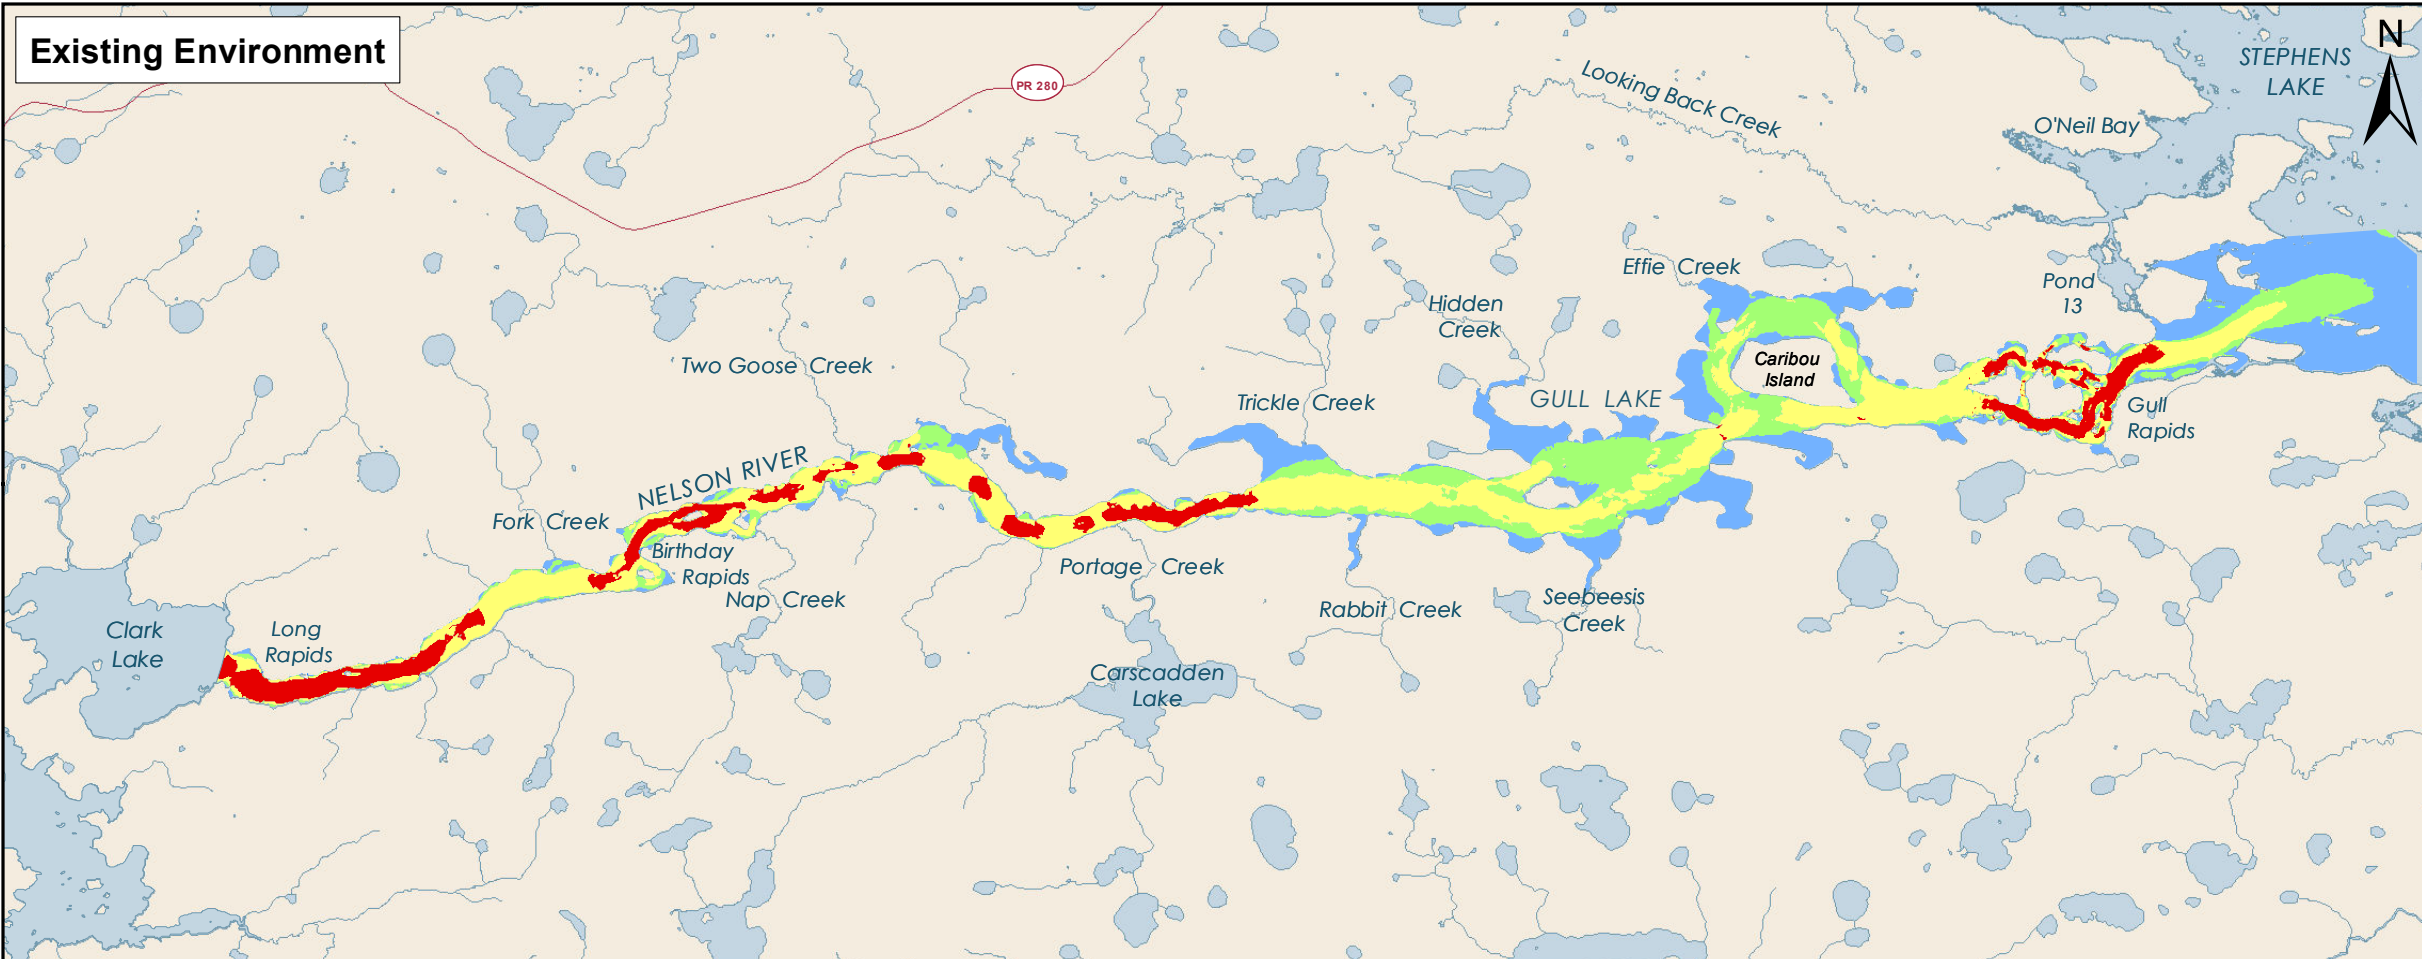 Existing Environment
N
STEPHENS
LAKE
PR 280
Looking Back Creek
O'Neil Bay
Effie Creek
Pond
13
Hidden
Creek
Two Goose Creek
Caribou
Island
Trickle Creek
GULL LAKE
Gull
Rapids
NELSON RIVER
Fork Creek
Birthday
Rapids
Portage Creek
Nap Creek
Rabbit Creek
Seebeesis
Creek
Clark
Lake
Long
Rapids
Carscadden
Lake